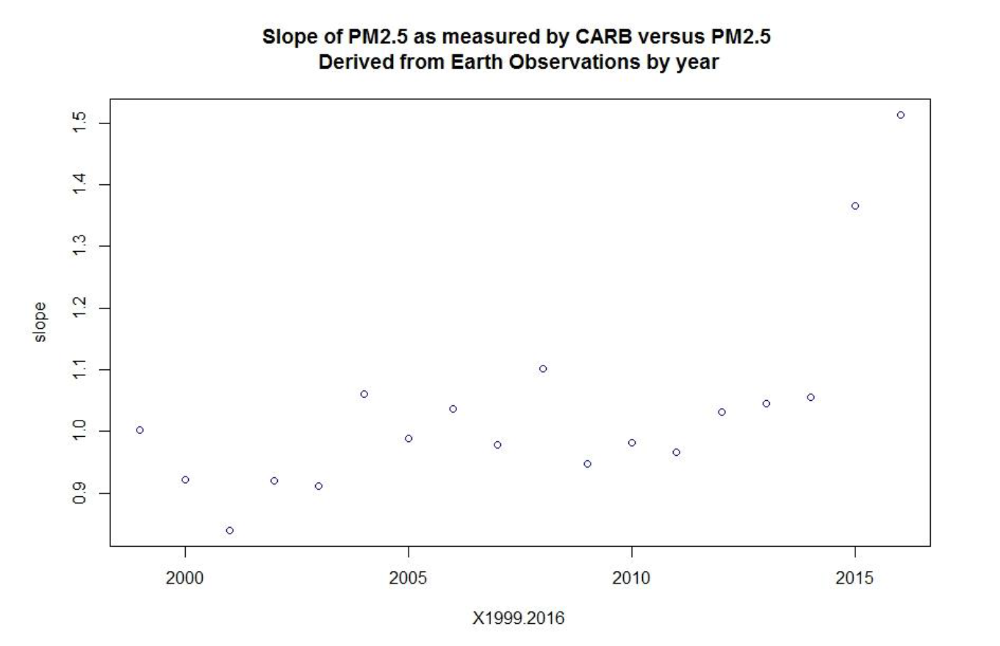 Slope of PM2.5 as measured by CARB versus PM2.5
Derived from Earth Observations by year
1.5
1.4
1.3
1.2
1.1
1.0
0.9
slope
2000 2005 2010 2015
X1999.2016